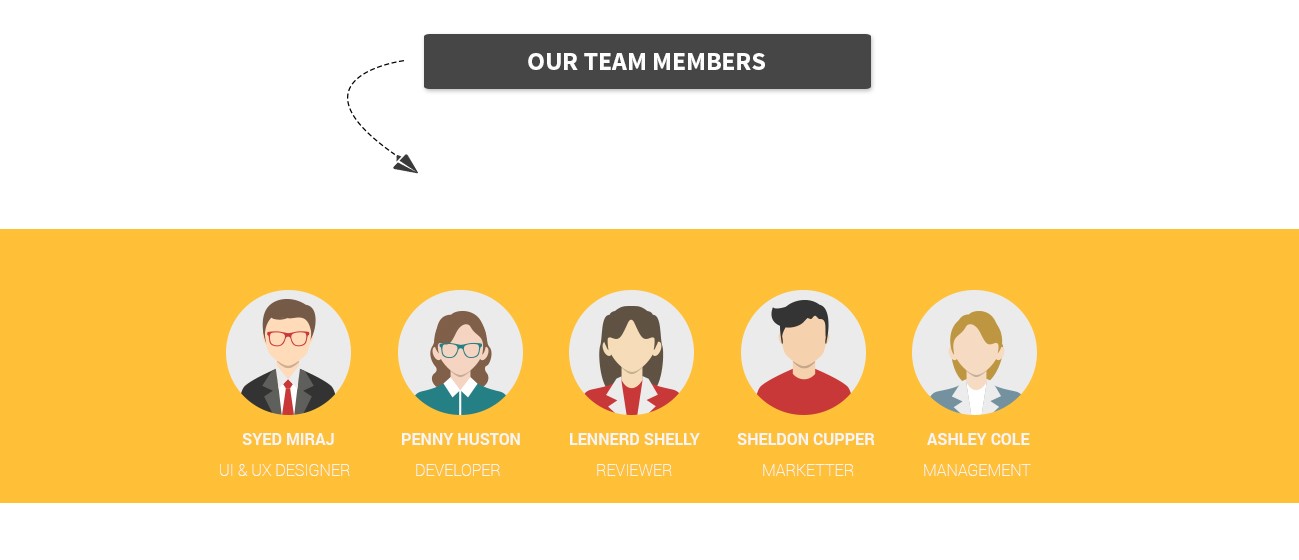 OUR TEAM MEMBERS
SYED MIRAJ
UI & UX DESIGNER
PENNY HUSTON
DEVELOPER
LENNERD SHELLY
REVIEWER
SHELDON CUPPER
MARKETTER
ASHLEY COLE
MANAGEMENT